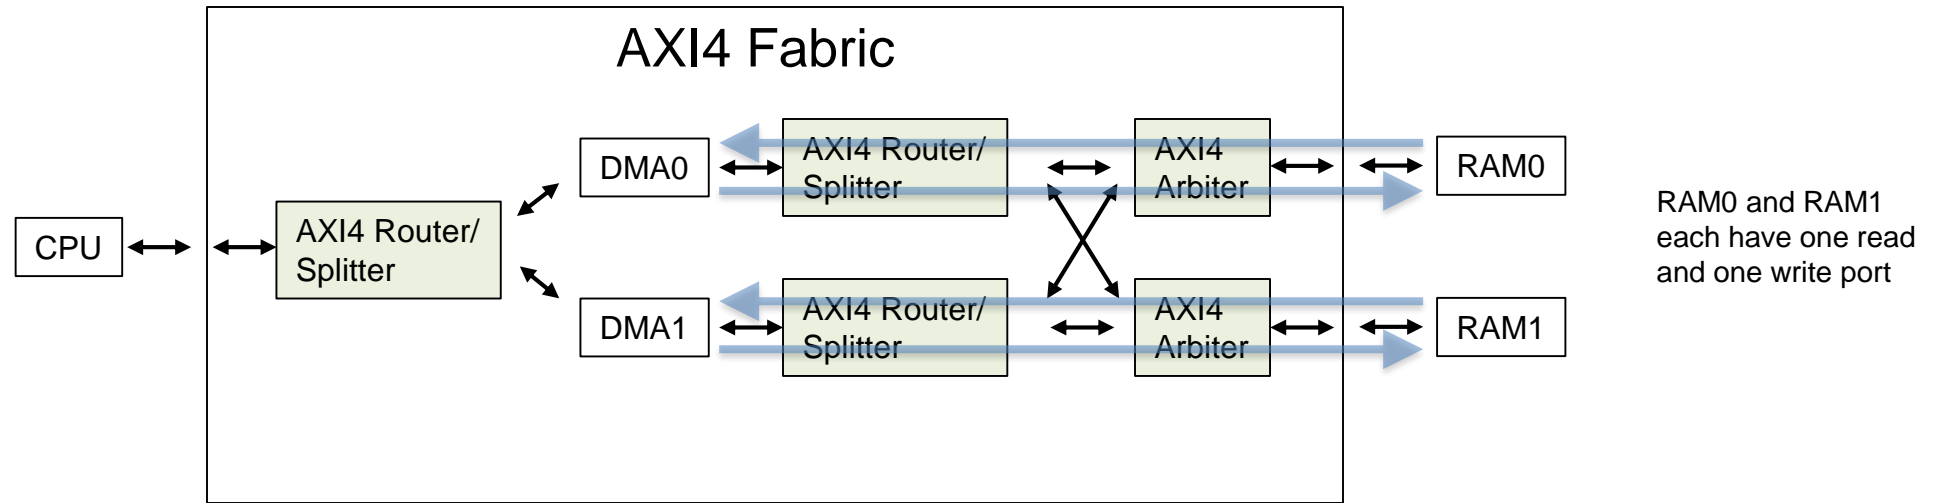 AXI4 Fabric
CPU
AXI4 Router/
Splitter
DMA0
AXI4 Router/
Splitter
AXI4
Arbiter
RAM0
DMA1
AXI4 Router/
Splitter
AXI4
Arbiter
RAM1
RAM0 and RAM1
each have one read
and one write port